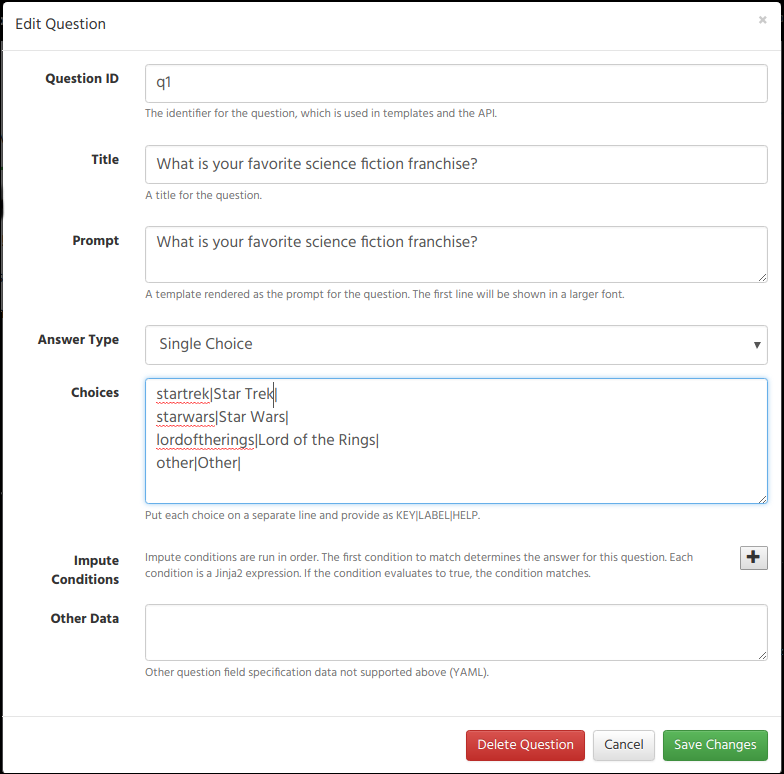 Edit Question
×
Question ID
q1
The identifier for the question, which is used in templates and the API.
Title
What is your favorite science fiction franchise?
A title for the question.
Prompt
What is your favorite science fiction franchise?
A template rendered as the prompt for the question. The first line will be shown in a larger font.
Answer Type
Single Choice
Choices
startrek|Star Trek|
starwars|Star Wars|
lordoftherings|Lord of the Rings|
other|Other|
Put each choice on a separate line and provide as KEY|LABEL|HELP.
Impute
Conditions
Impute conditions are run in order. The first condition to match determines the answer for this question. Each
condition is a Jinja2 expression. If the condition evaluates to true, the condition matches.
Other Data
Other question field specification data not supported above (YAML).
Delete Question
Cancel
Save Changes